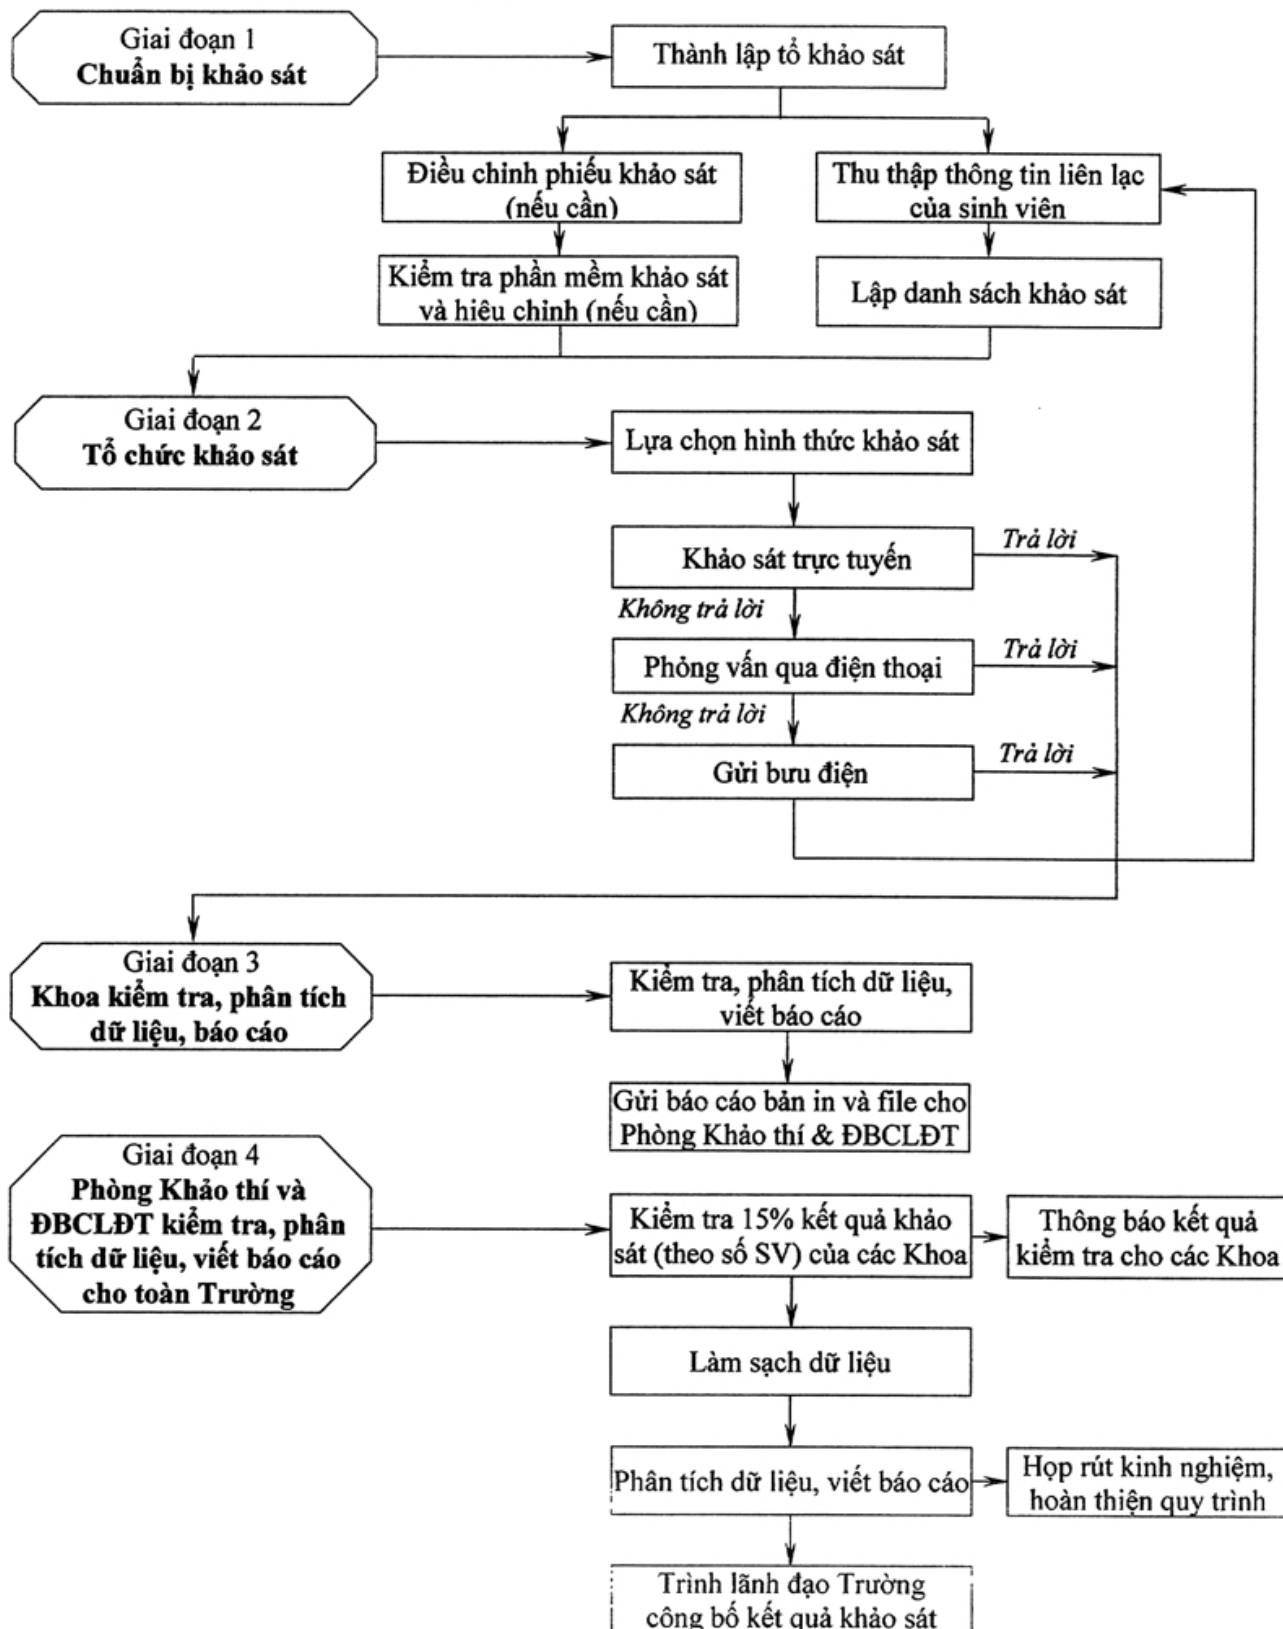 Giai đoạn 1
Chuẩn bị khảo sát
Thành lập tổ khảo sát
Điều chỉnh phiếu khảo sát
(nếu cần)
Thu thập thông tin liên lạc
của sinh viên
Kiểm tra phần mềm khảo sát
và hiệu chỉnh (nếu cần)
Lập danh sách khảo sát
Giai đoạn 2
Tổ chức khảo sát
Lựa chọn hình thức khảo sát
Khảo sát trực tuyến
Trả lời
Không trả lời
Phỏng vấn qua điện thoại
Trả lời
Không trả lời
Gửi bưu điện
Trả lời
Giai đoạn 3
Khoa kiểm tra, phân tích
dữ liệu, báo cáo
Kiểm tra, phân tích dữ liệu,
viết báo cáo
Gửi báo cáo bản in và file cho
Phòng Khảo thí & ĐBCLĐT
Giai đoạn 4
Phòng Khảo thí và
ĐBCLĐT kiểm tra, phân
tích dữ liệu, viết báo cáo
cho toàn Trường
Kiểm tra 15% kết quả khảo
sát (theo số SV) của các Khoa
Thông báo kết quả
kiểm tra cho các Khoa
Làm sạch dữ liệu
Phân tích dữ liệu, viết báo cáo
Họp rút kinh nghiệm,
hoàn thiện quy trình
Trình lãnh đạo Trường
công bố kết quả khảo sát